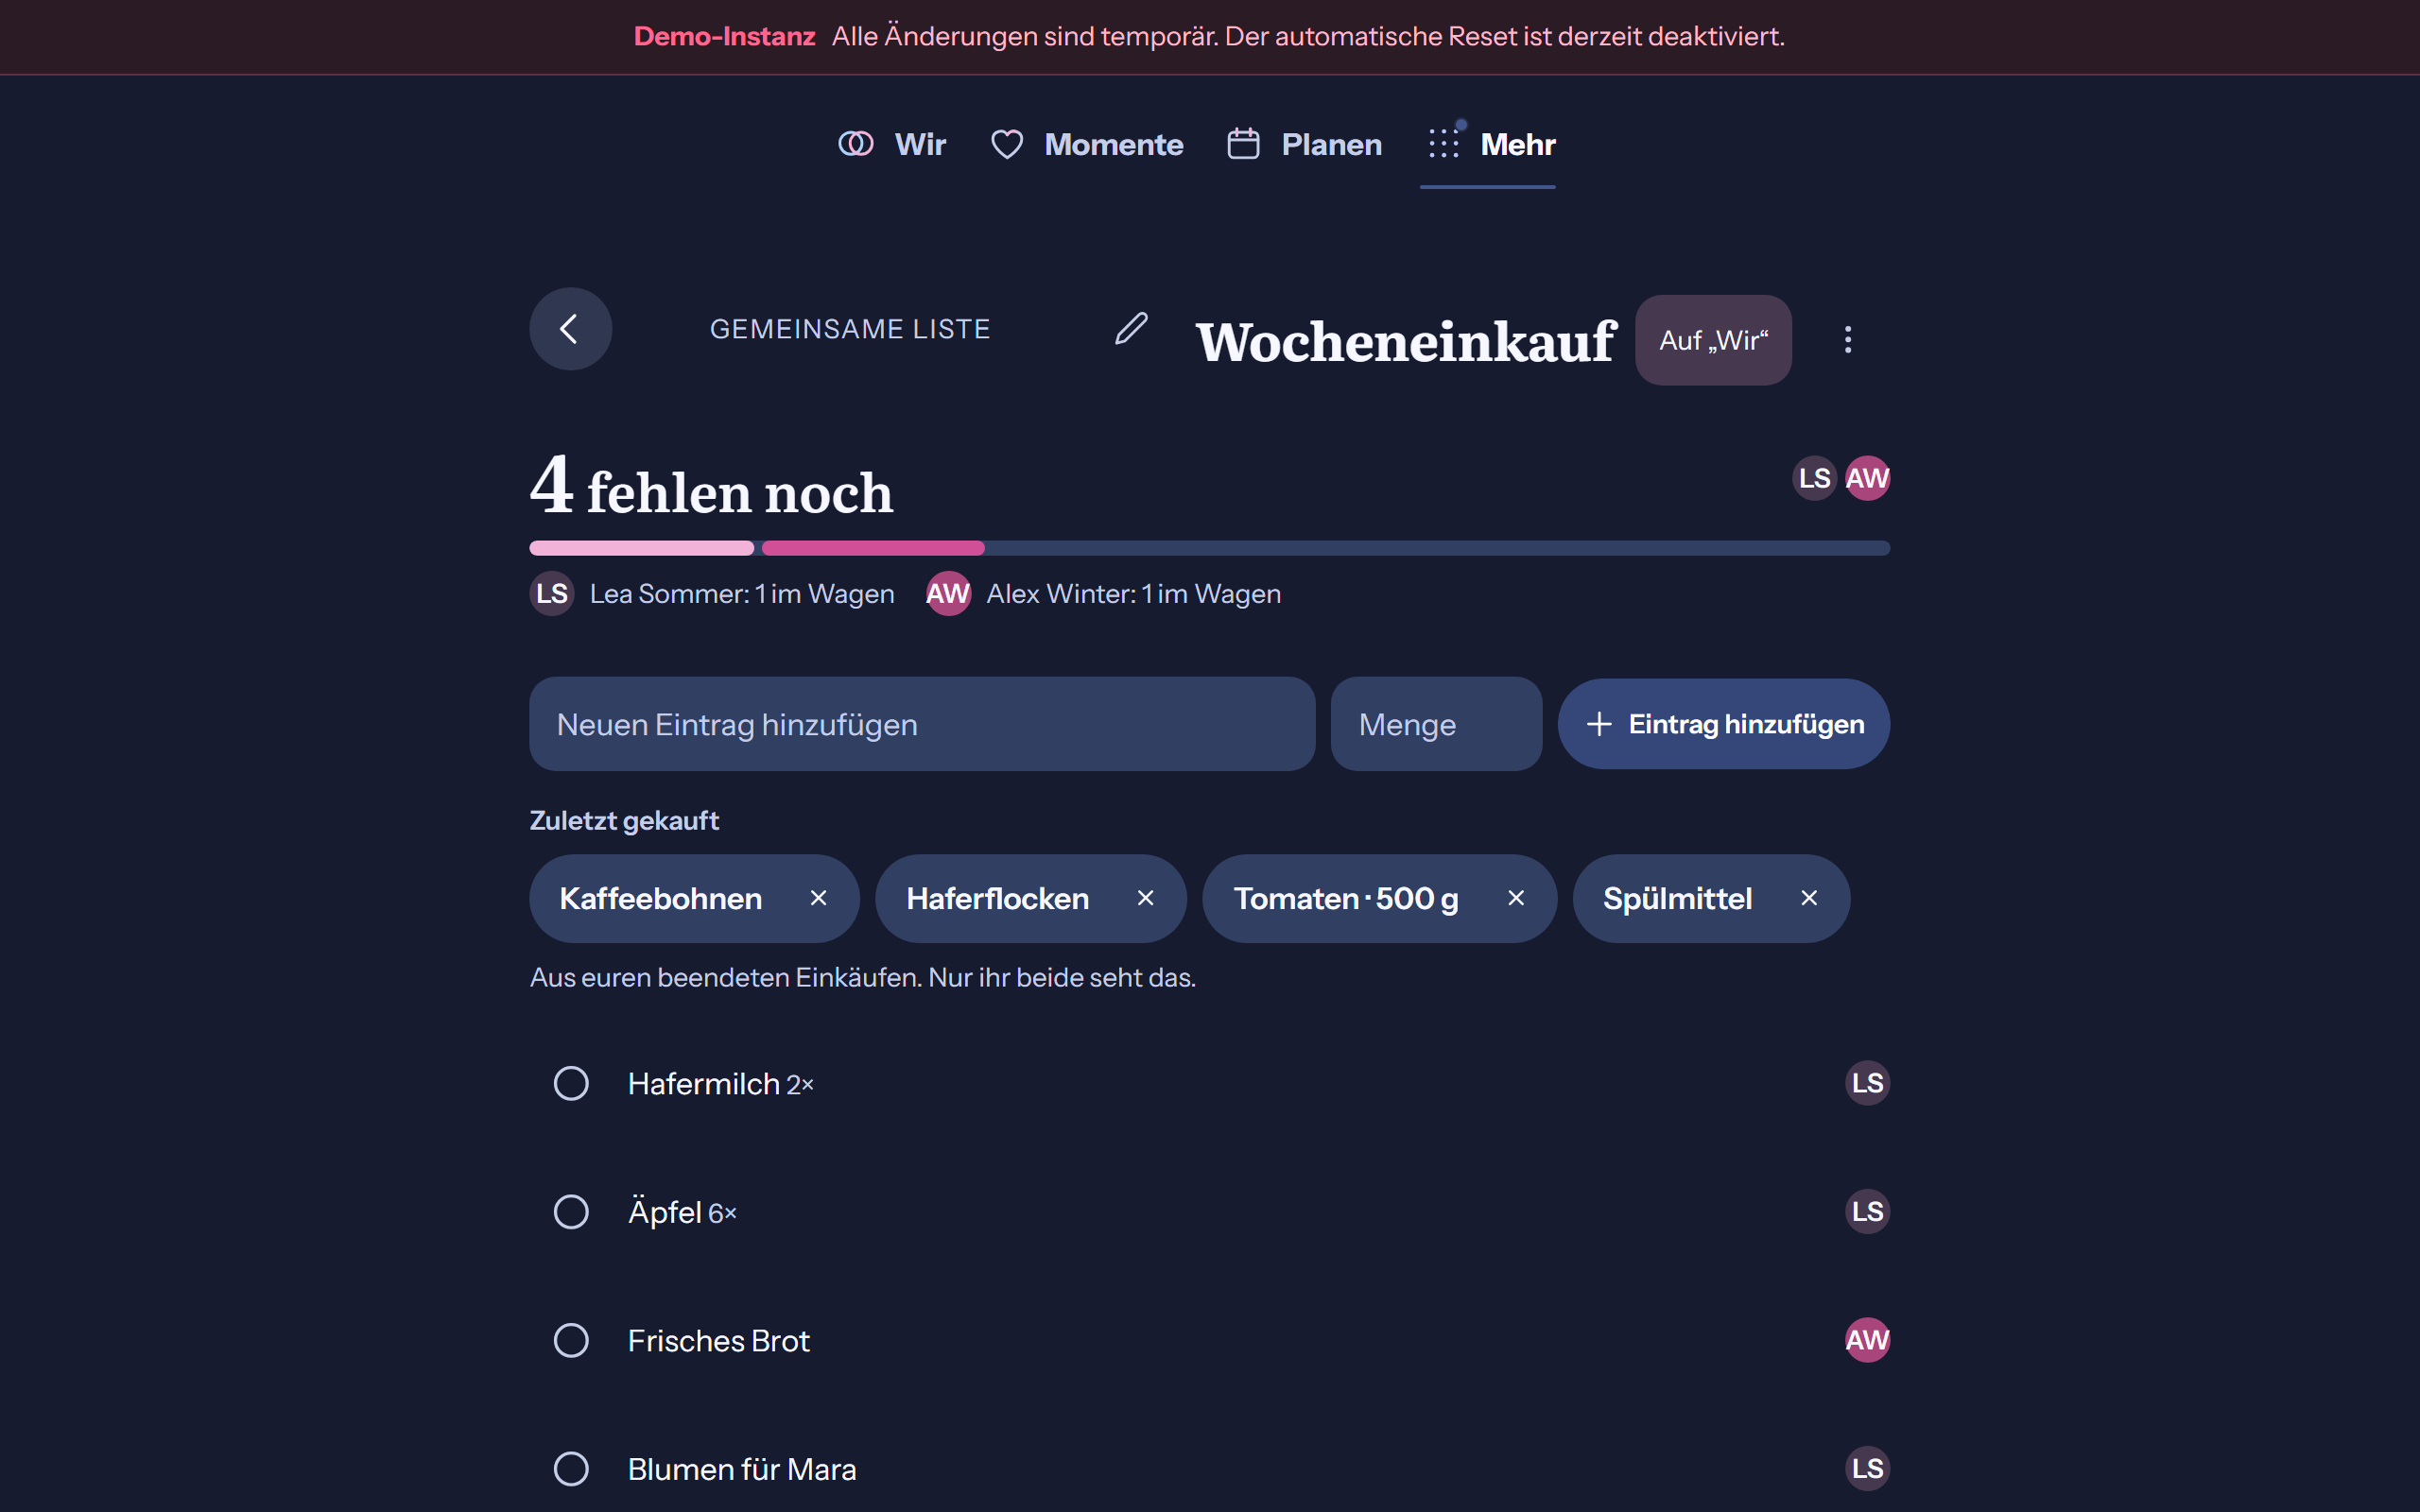 Demo-Instanz Alle Änderungen sind temporär. Der automatische Reset ist derzeit deaktiviert.
Wir Momente Planen Mehr
GEMEINSAME LISTE Wocheneinkauf Auf „Wir“
4 fehlen noch LS AW
LS Lea Sommer: 1 im Wagen AW Alex Winter: 1 im Wagen
Neuen Eintrag hinzufügen Menge Eintrag hinzufügen
Zuletzt gekauft
Kaffeebohnen × Haferflocken × Tomaten · 500 g × Spülmittel ×
Aus euren beendeten Einkäufen. Nur ihr beide seht das.
Hafermilch 2× LS
Äpfel 6× LS
Frisches Brot AW
Blumen für Mara LS